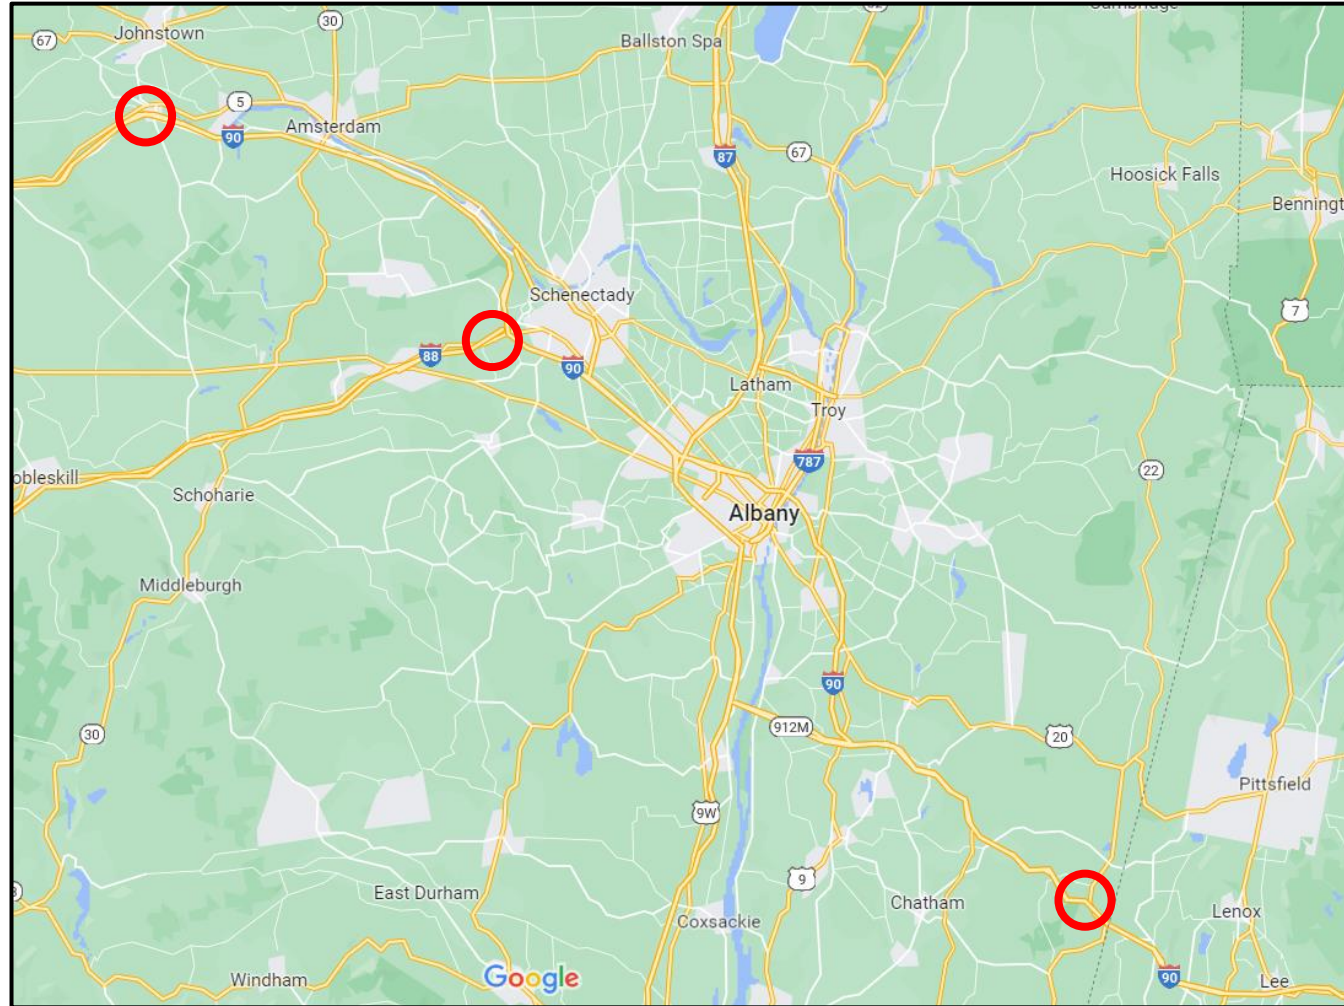 Cambridge
30
67
Johnstown
Ballston Spa
5
Amsterdam
90
87
67
Hoosick Falls
Benningt
Schenectady
7
88
90
Latham
Troy
787
22
obleskill
Schoharie
Albany
Middleburgh
90
912M
30
20
Pittsfield
9W
9
East Durham
Chatham
Coxsackie
Lenox
Windham
Google
90
Lee